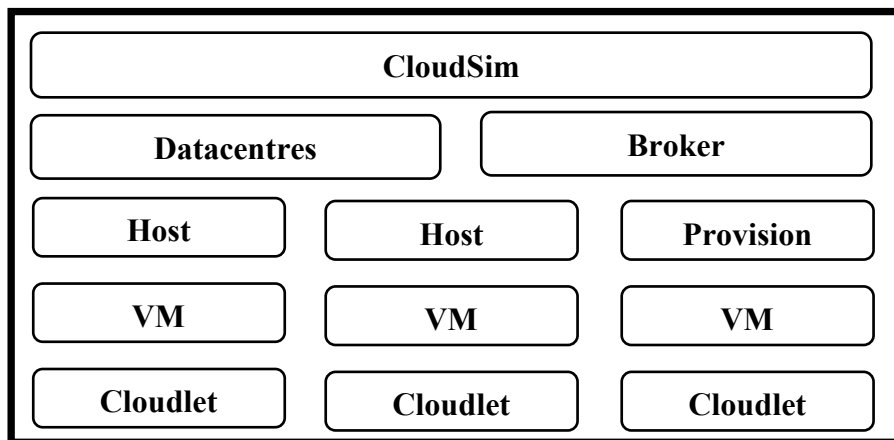 CloudSim
Datacentres
Broker
Host
Host
Provision
VM
VM
VM
Cloudlet
Cloudlet
Cloudlet